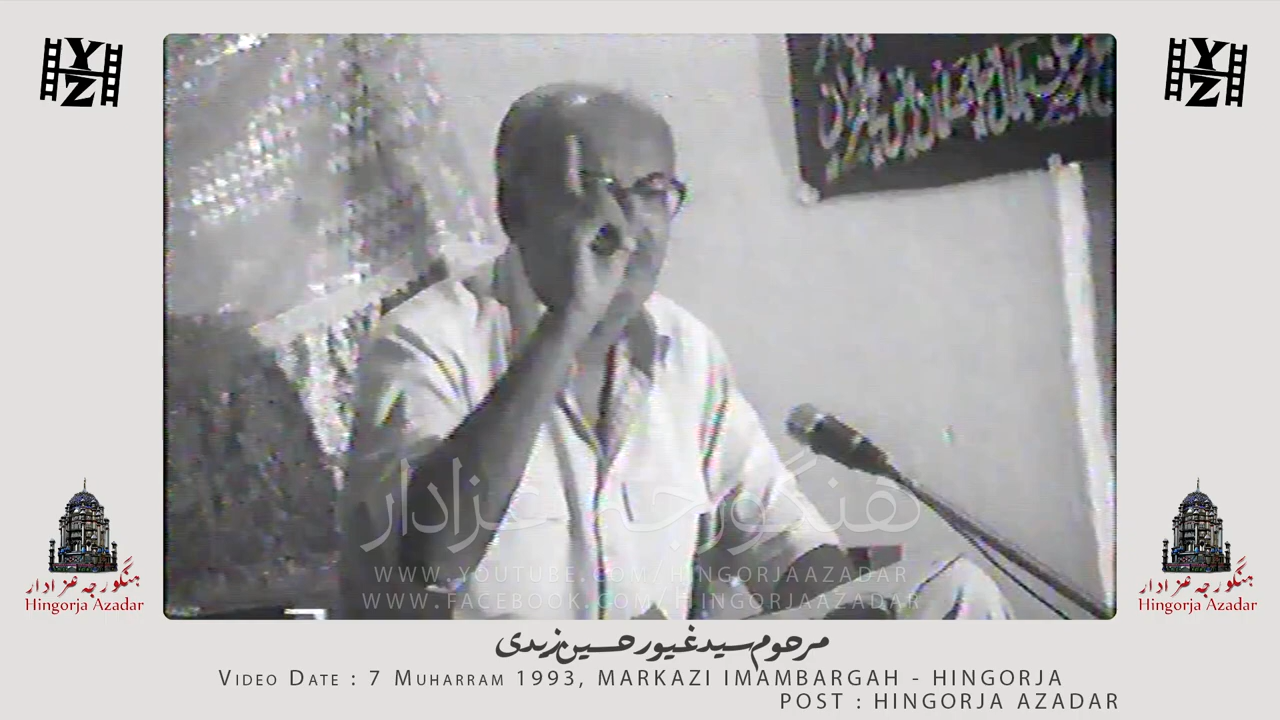 YZ
YZ
ھنگورجہ عزادار
WWW.YOUTUBE.COM/HINGORJAAZADAR
WWW.FACEBOOK.COM/HINGORJAAZADAR
ہنگورجہ عزادار
Hingorja Azadar
ہنگورجہ عزادار
Hingorja Azadar
مرحوم سید غیور حسین زیدی
VIDEO DATE : 7 MUHARRAM 1993, MARKAZI IMAMBARGAH - HINGORJA
POST : HINGORJA AZADAR